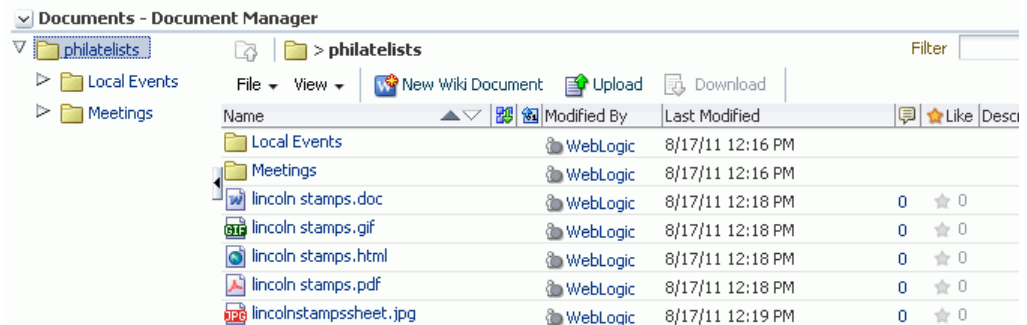 Documents - Document Manager
philatelists > philatelists Filter
Local Events File View New Wiki Document Upload Download
Meetings Name Modified By Last Modified Like Descr
Local Events WebLogic 8/17/11 12:16 PM
Meetings WebLogic 8/17/11 12:16 PM
lincoln stamps.doc WebLogic 8/17/11 12:18 PM 0 0
GIF lincoln stamps.gif WebLogic 8/17/11 12:18 PM 0 0
lincoln stamps.html WebLogic 8/17/11 12:18 PM 0 0
lincoln stamps.pdf WebLogic 8/17/11 12:18 PM 0 0
JPG lincolnstampssheet.jpg WebLogic 8/17/11 12:19 PM 0 0